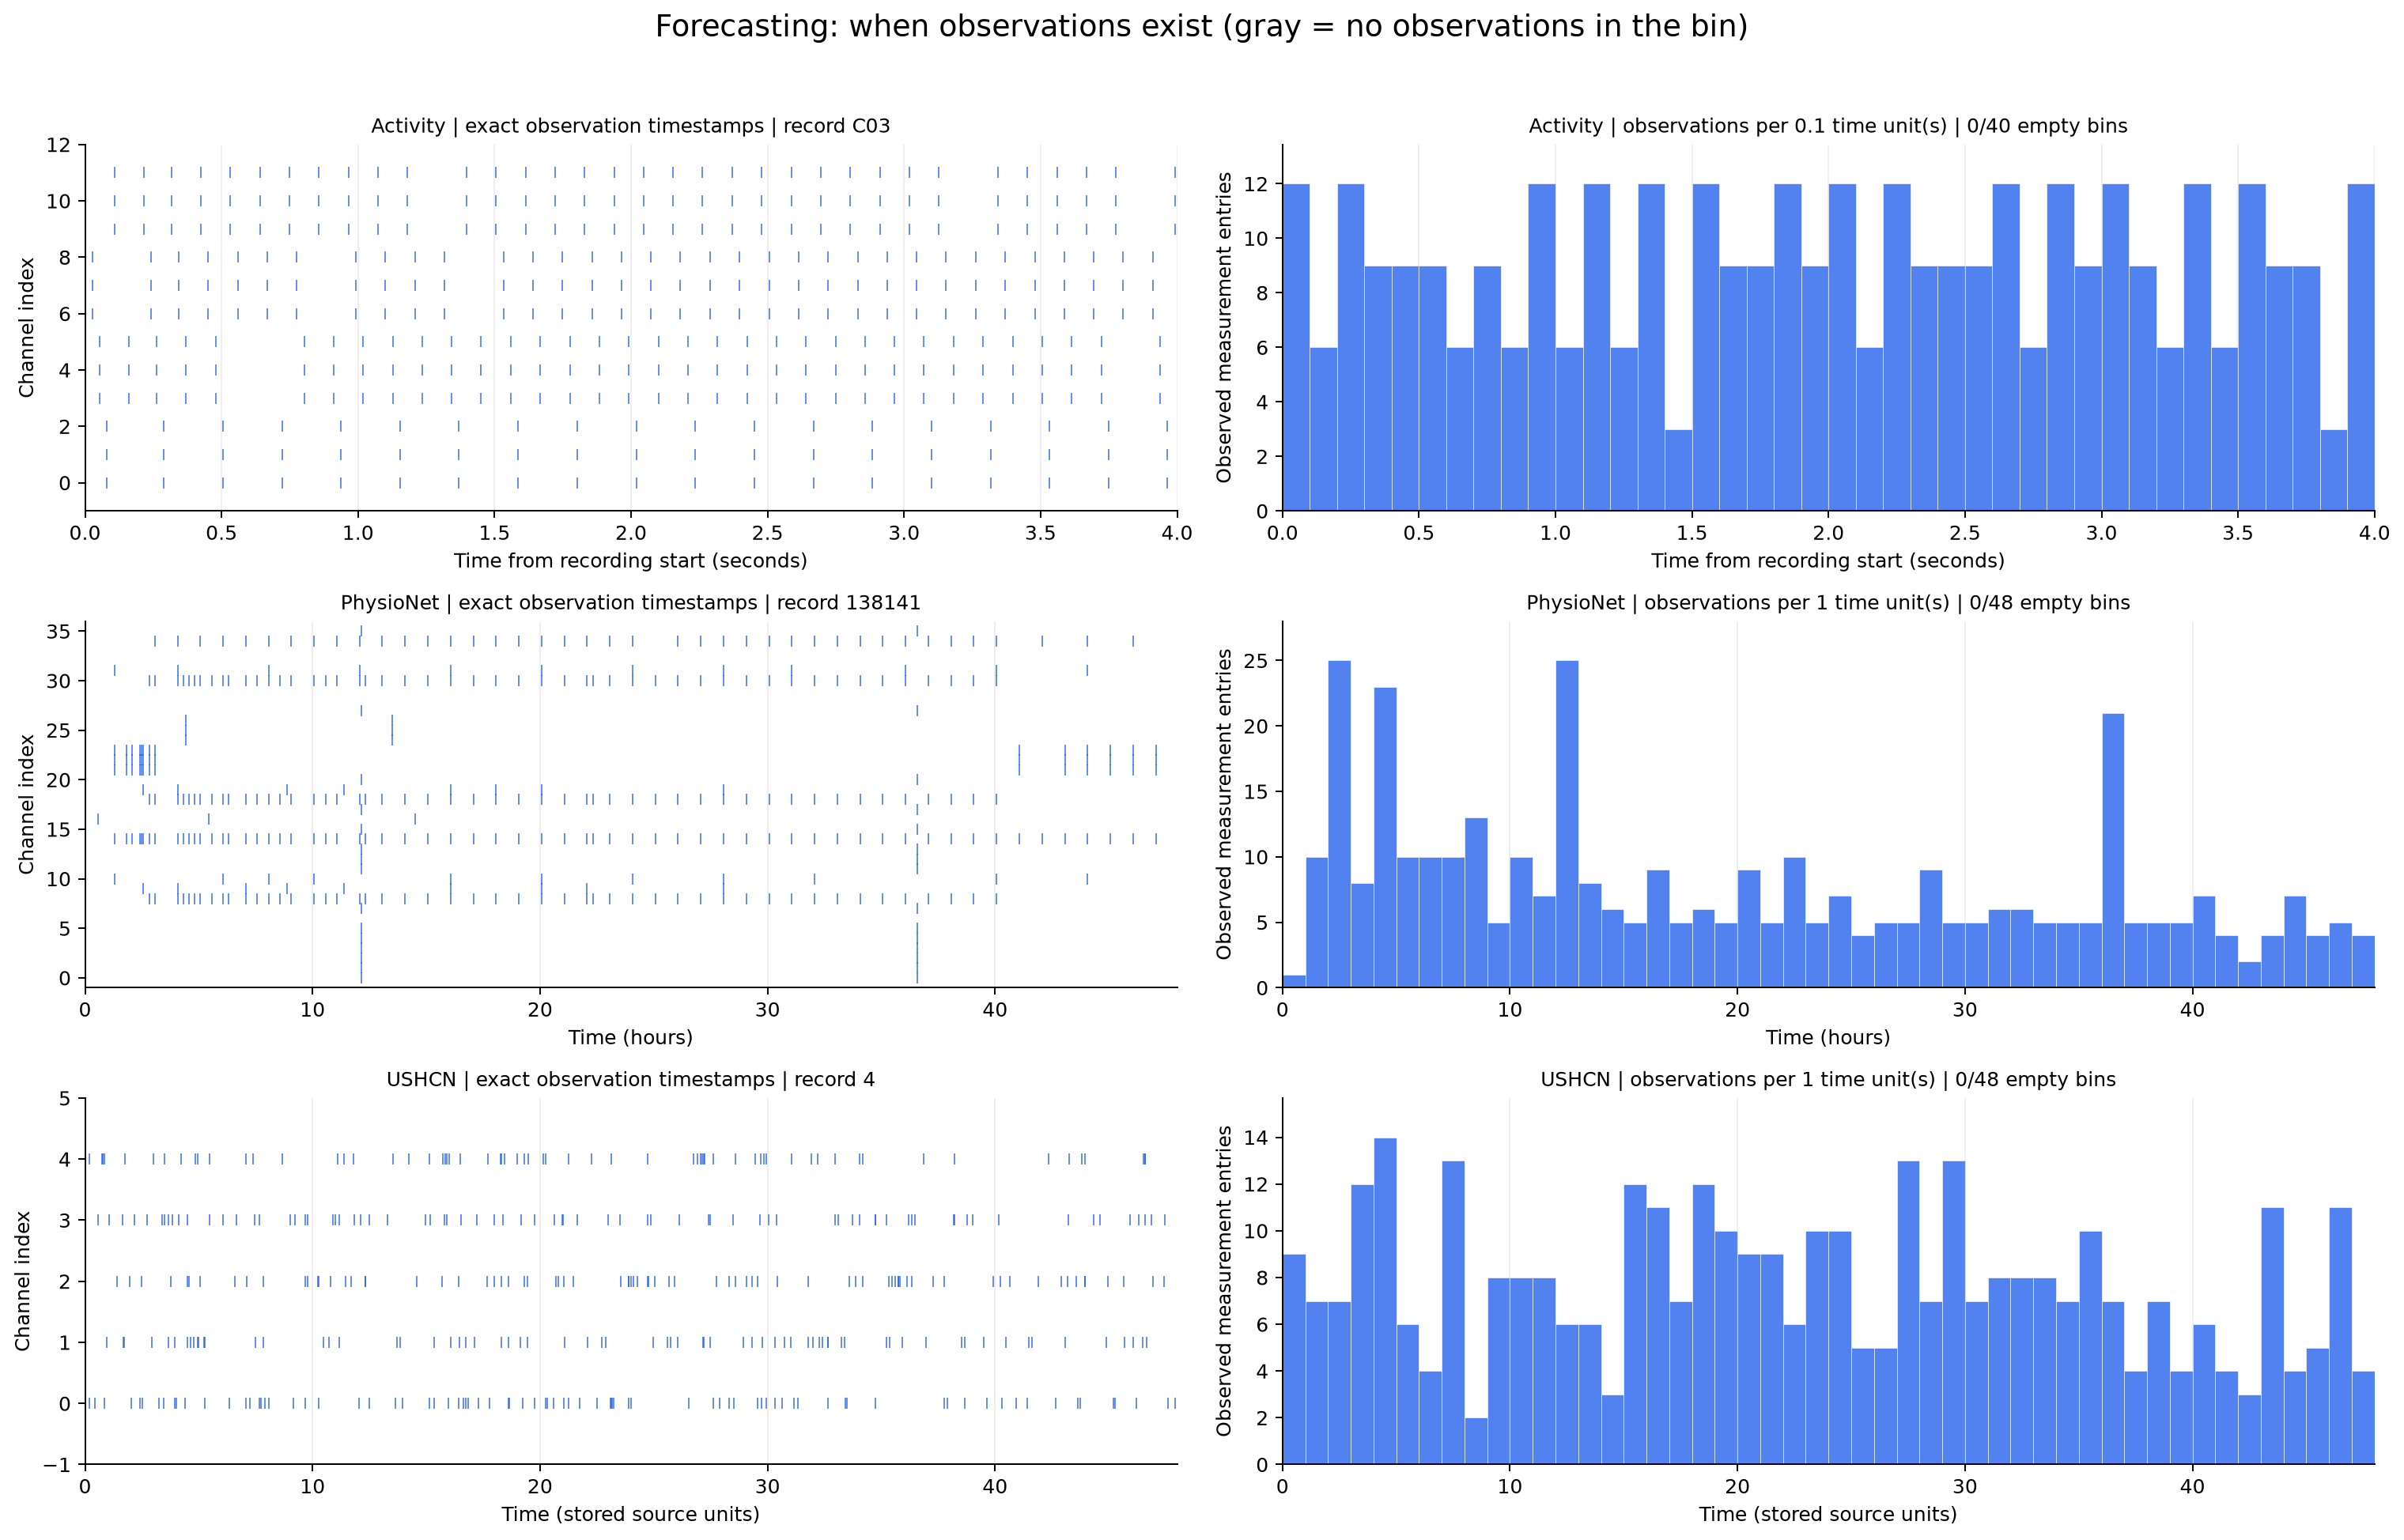 Forecasting: when observations exist (gray = no observations in the bin)
Activity | exact observation timestamps | record C03
12
10
8
6
4
2
0
Channel index
0.0 0.5 1.0 1.5 2.0 2.5 3.0 3.5 4.0
Time from recording start (seconds)
Activity | observations per 0.1 time unit(s) | 0/40 empty bins
12
10
8
6
4
2
0
Observed measurement entries
0.0 0.5 1.0 1.5 2.0 2.5 3.0 3.5 4.0
Time from recording start (seconds)
PhysioNet | exact observation timestamps | record 138141
35
30
25
20
15
10
5
0
Channel index
0 10 20 30 40
Time (hours)
PhysioNet | observations per 1 time unit(s) | 0/48 empty bins
25
20
15
10
5
0
Observed measurement entries
0 10 20 30 40
Time (hours)
USHCN | exact observation timestamps | record 4
5
4
3
2
1
0
−1
Channel index
0 10 20 30 40
Time (stored source units)
USHCN | observations per 1 time unit(s) | 0/48 empty bins
14
12
10
8
6
4
2
0
Observed measurement entries
0 10 20 30 40
Time (stored source units)